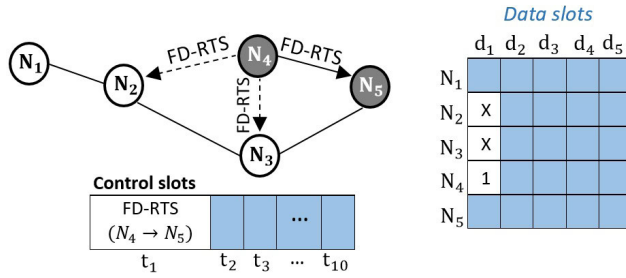 Data slots
d₁ d₂ d₃ d₄ d₅
FD-RTS FD-RTS
N₁
N₂
N₄
N₅
FD-RTS
N₃
N₁
N₂ X
N₃ X
N₄ 1
N₅
Control slots
FD-RTS
(N₄ → N₅)
...
t₁ t₂ t₃ ... t₁₀